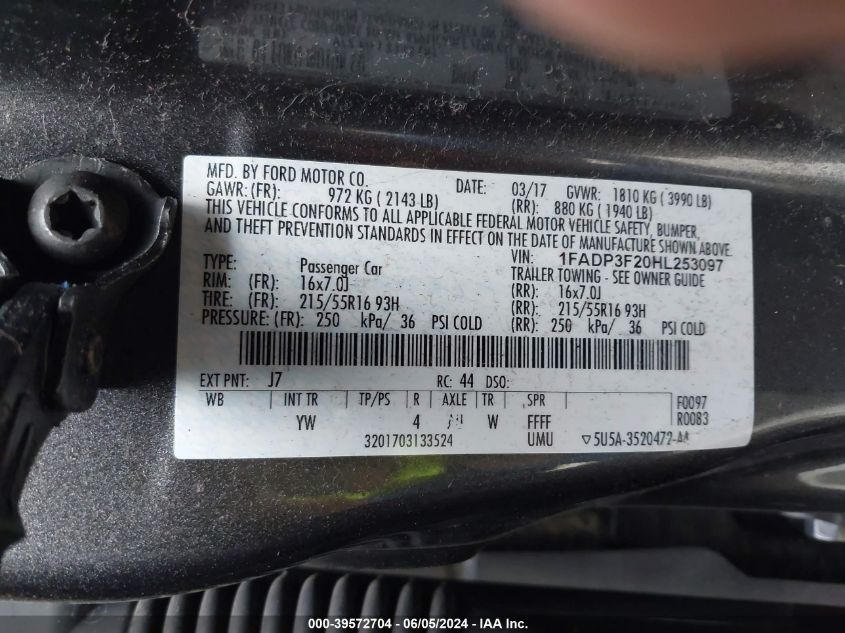 MFD. BY FORD MOTOR CO. DATE: 03/17 GVWR: 1810 KG ( 3990 LB)
GAWR: (FR): 972 KG ( 2143 LB) (RR): 880 KG ( 1940 LB)
THIS VEHICLE CONFORMS TO ALL APPLICABLE FEDERAL MOTOR VEHICLE SAFETY, BUMPER,
AND THEFT PREVENTION STANDARDS IN EFFECT ON THE DATE OF MANUFACTURE SHOWN ABOVE.
VIN: 1FADP3F20HL253097
TYPE: Passenger Car TRAILER TOWING - SEE OWNER GUIDE
RIM: (FR) 16x7.0J (RR): 16x7.0J
TIRE: (FR) 215/55R16 93H (RR): 215/55R16 93H
PRESSURE: (FR): 250 kPa/ 36 PSI COLD (RR): 250 kPa/ 36 PSI COLD
EXT PNT: J7 RC: 44 DSO:
WB INT TR TP/PS R AXLE TR SPR F0097
YW 4 W FFFF R0083
3201703133524 UMU ▽5U5A-3520472-AA
000-39572704 - 06/05/2024 - IAA Inc.